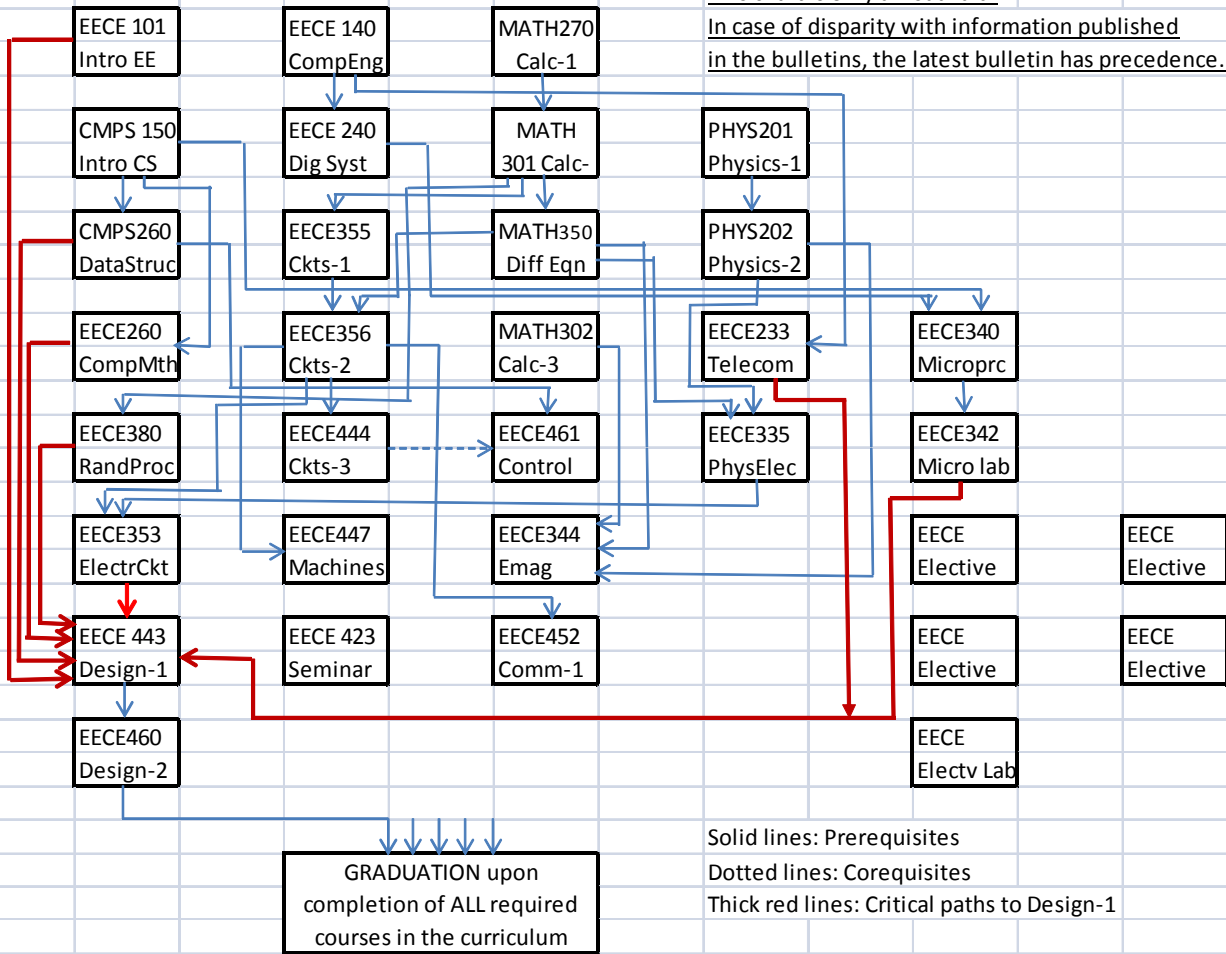 In case of disparity with information published
in the bulletins, the latest bulletin has precedence.
EECE 101
Intro EE
EECE 140
CompEng
MATH270
Calc-1
CMPS 150
Intro CS
EECE 240
Dig Syst
MATH
301 Calc-
PHYS201
Physics-1
CMPS260
DataStruc
EECE355
Ckts-1
MATH350
Diff Eqn
PHYS202
Physics-2
EECE260
CompMth
EECE356
Ckts-2
MATH302
Calc-3
EECE233
Telecom
EECE340
Microprc
EECE380
RandProc
EECE444
Ckts-3
EECE461
Control
EECE335
PhysElec
EECE342
Micro lab
EECE353
ElectrCkt
EECE447
Machines
EECE344
Emag
EECE
Elective
EECE
Elective
EECE 443
Design-1
EECE 423
Seminar
EECE452
Comm-1
EECE
Elective
EECE
Elective
EECE460
Design-2
EECE
Electv Lab
GRADUATION upon
completion of ALL required
courses in the curriculum
Solid lines: Prerequisites
Dotted lines: Corequisites
Thick red lines: Critical paths to Design-1